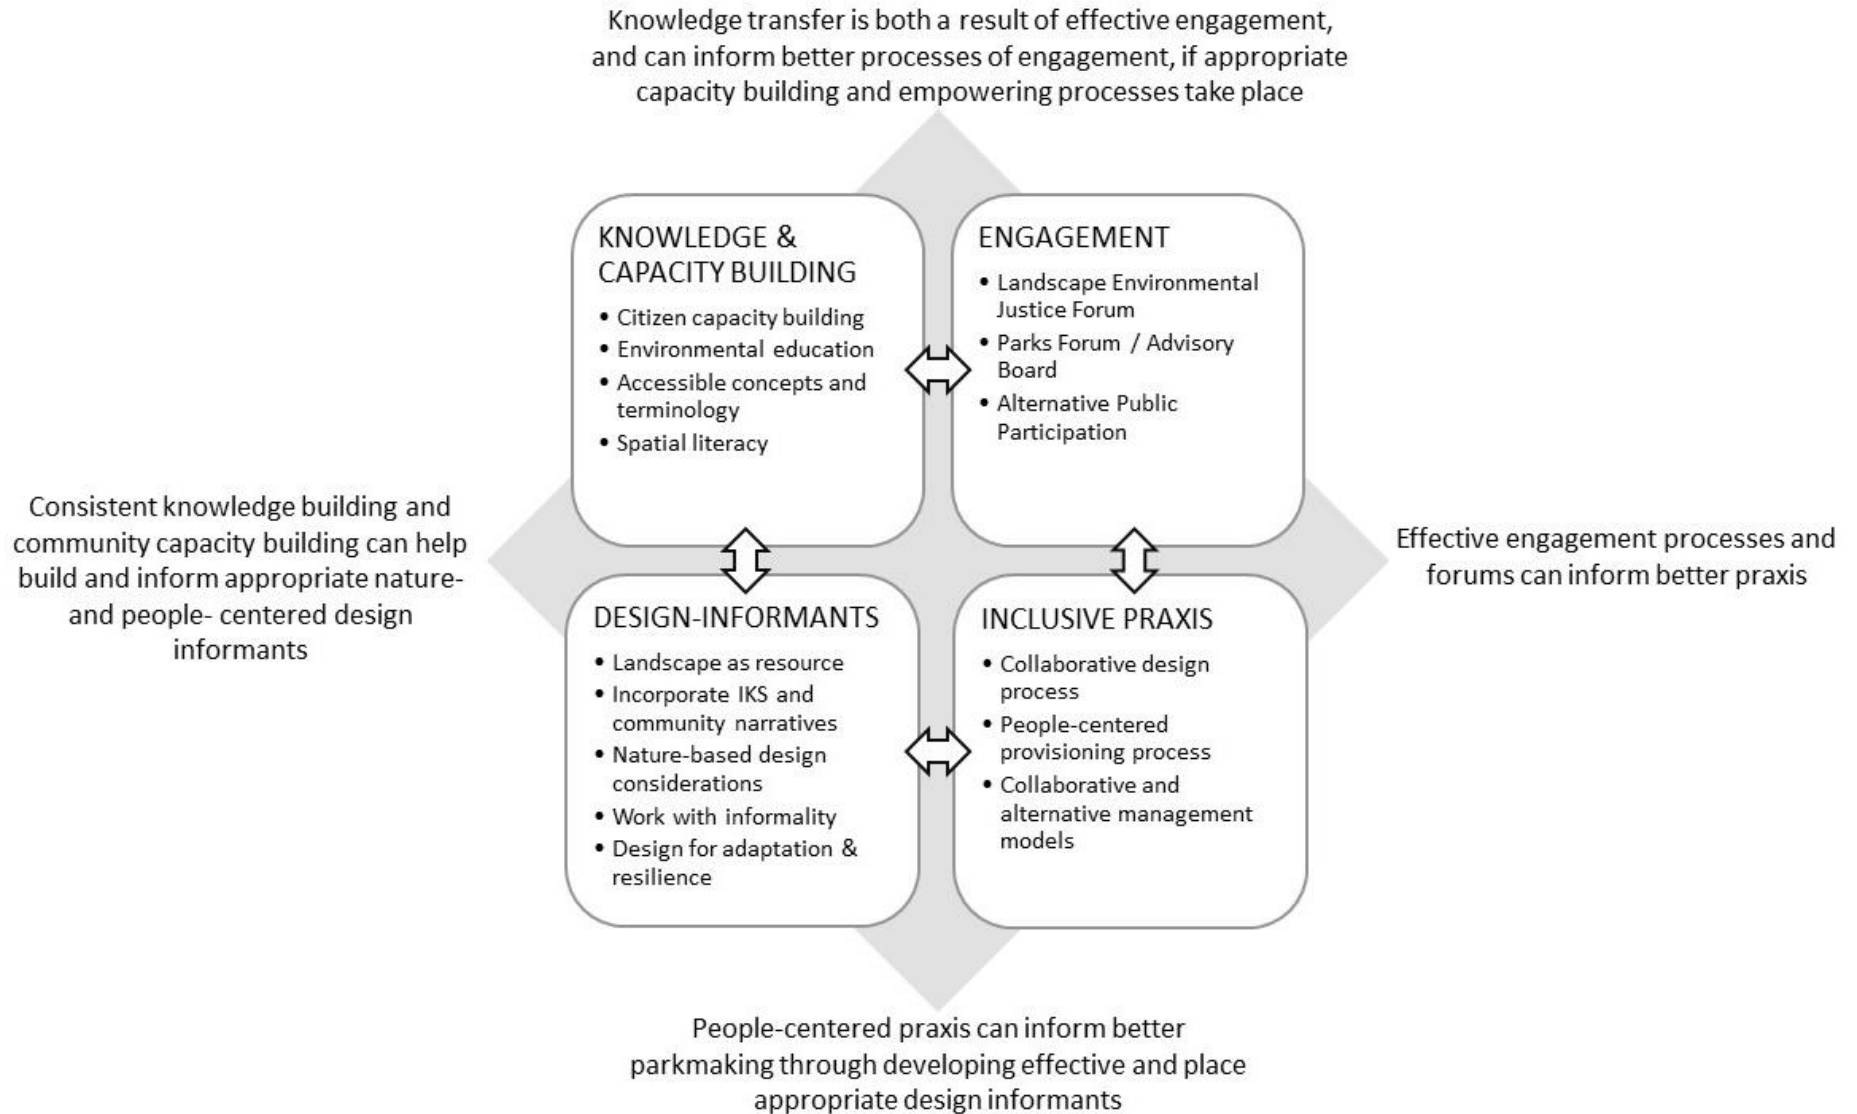 Knowledge transfer is both a result of effective engagement,
and can inform better processes of engagement, if appropriate
capacity building and empowering processes take place
KNOWLEDGE &
CAPACITY BUILDING
• Citizen capacity building
• Environmental education
• Accessible concepts and
terminology
• Spatial literacy
ENGAGEMENT
• Landscape Environmental
Justice Forum
• Parks Forum / Advisory
Board
• Alternative Public
Participation
Consistent knowledge building and
community capacity building can help
build and inform appropriate nature-
and people- centered design
informants
Effective engagement processes and
forums can inform better praxis
DESIGN-INFORMANTS
• Landscape as resource
• Incorporate IKS and
community narratives
• Nature-based design
considerations
• Work with informality
• Design for adaptation &
resilience
INCLUSIVE PRAXIS
• Collaborative design
process
• People-centered
provisioning process
• Collaborative and
alternative management
models
People-centered praxis can inform better
parkmaking through developing effective and place
appropriate design informants